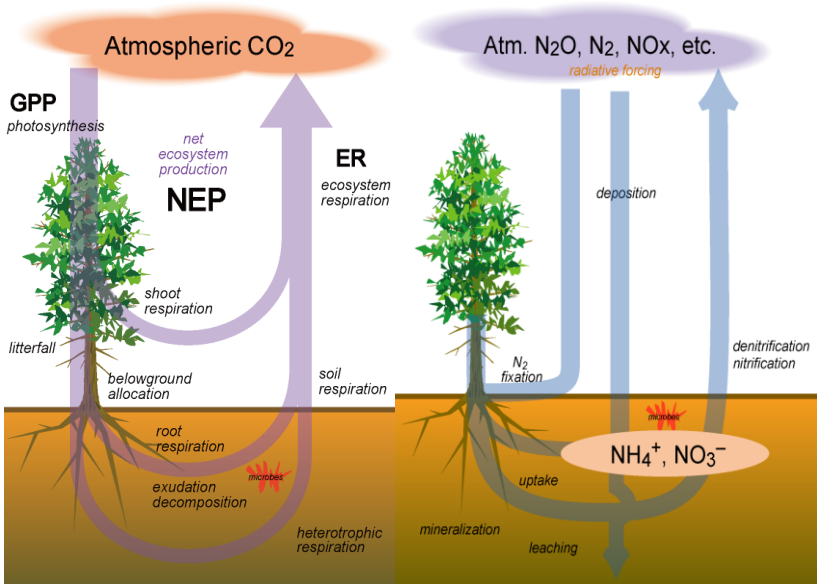 Atmospheric CO2
GPP
photosynthesis
net
ecosystem
production
NEP
ER
ecosystem
respiration
shoot
respiration
litterfall
belowground
allocation
soil
respiration
root
respiration
exudation
decomposition
microbes
heterotrophic
respiration
Atm. N2O, N2, NOx, etc.
radiative forcing
deposition
N2
fixation
denitrification
nitrification
microbes
NH4+, NO3–
uptake
mineralization
leaching